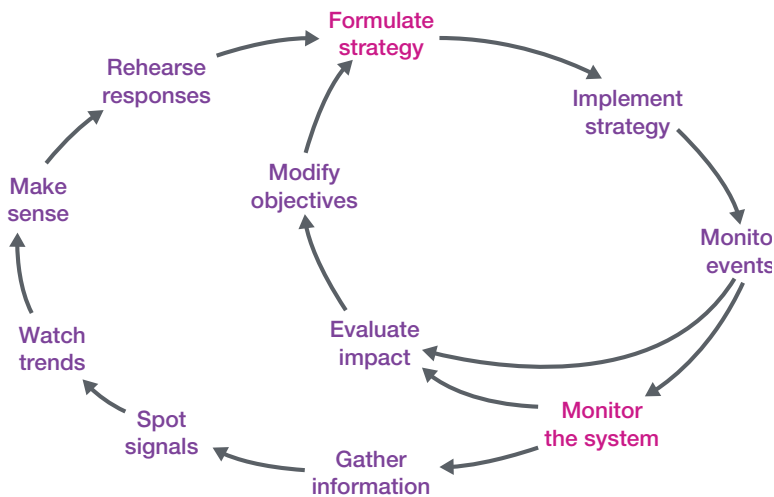 Formulate
strategy
Implement
strategy
Monito
events
Monitor
the system
Gather
information
Spot
signals
Watch
trends
Make
sense
Rehearse
responses
Evaluate
impact
Modify
objectives